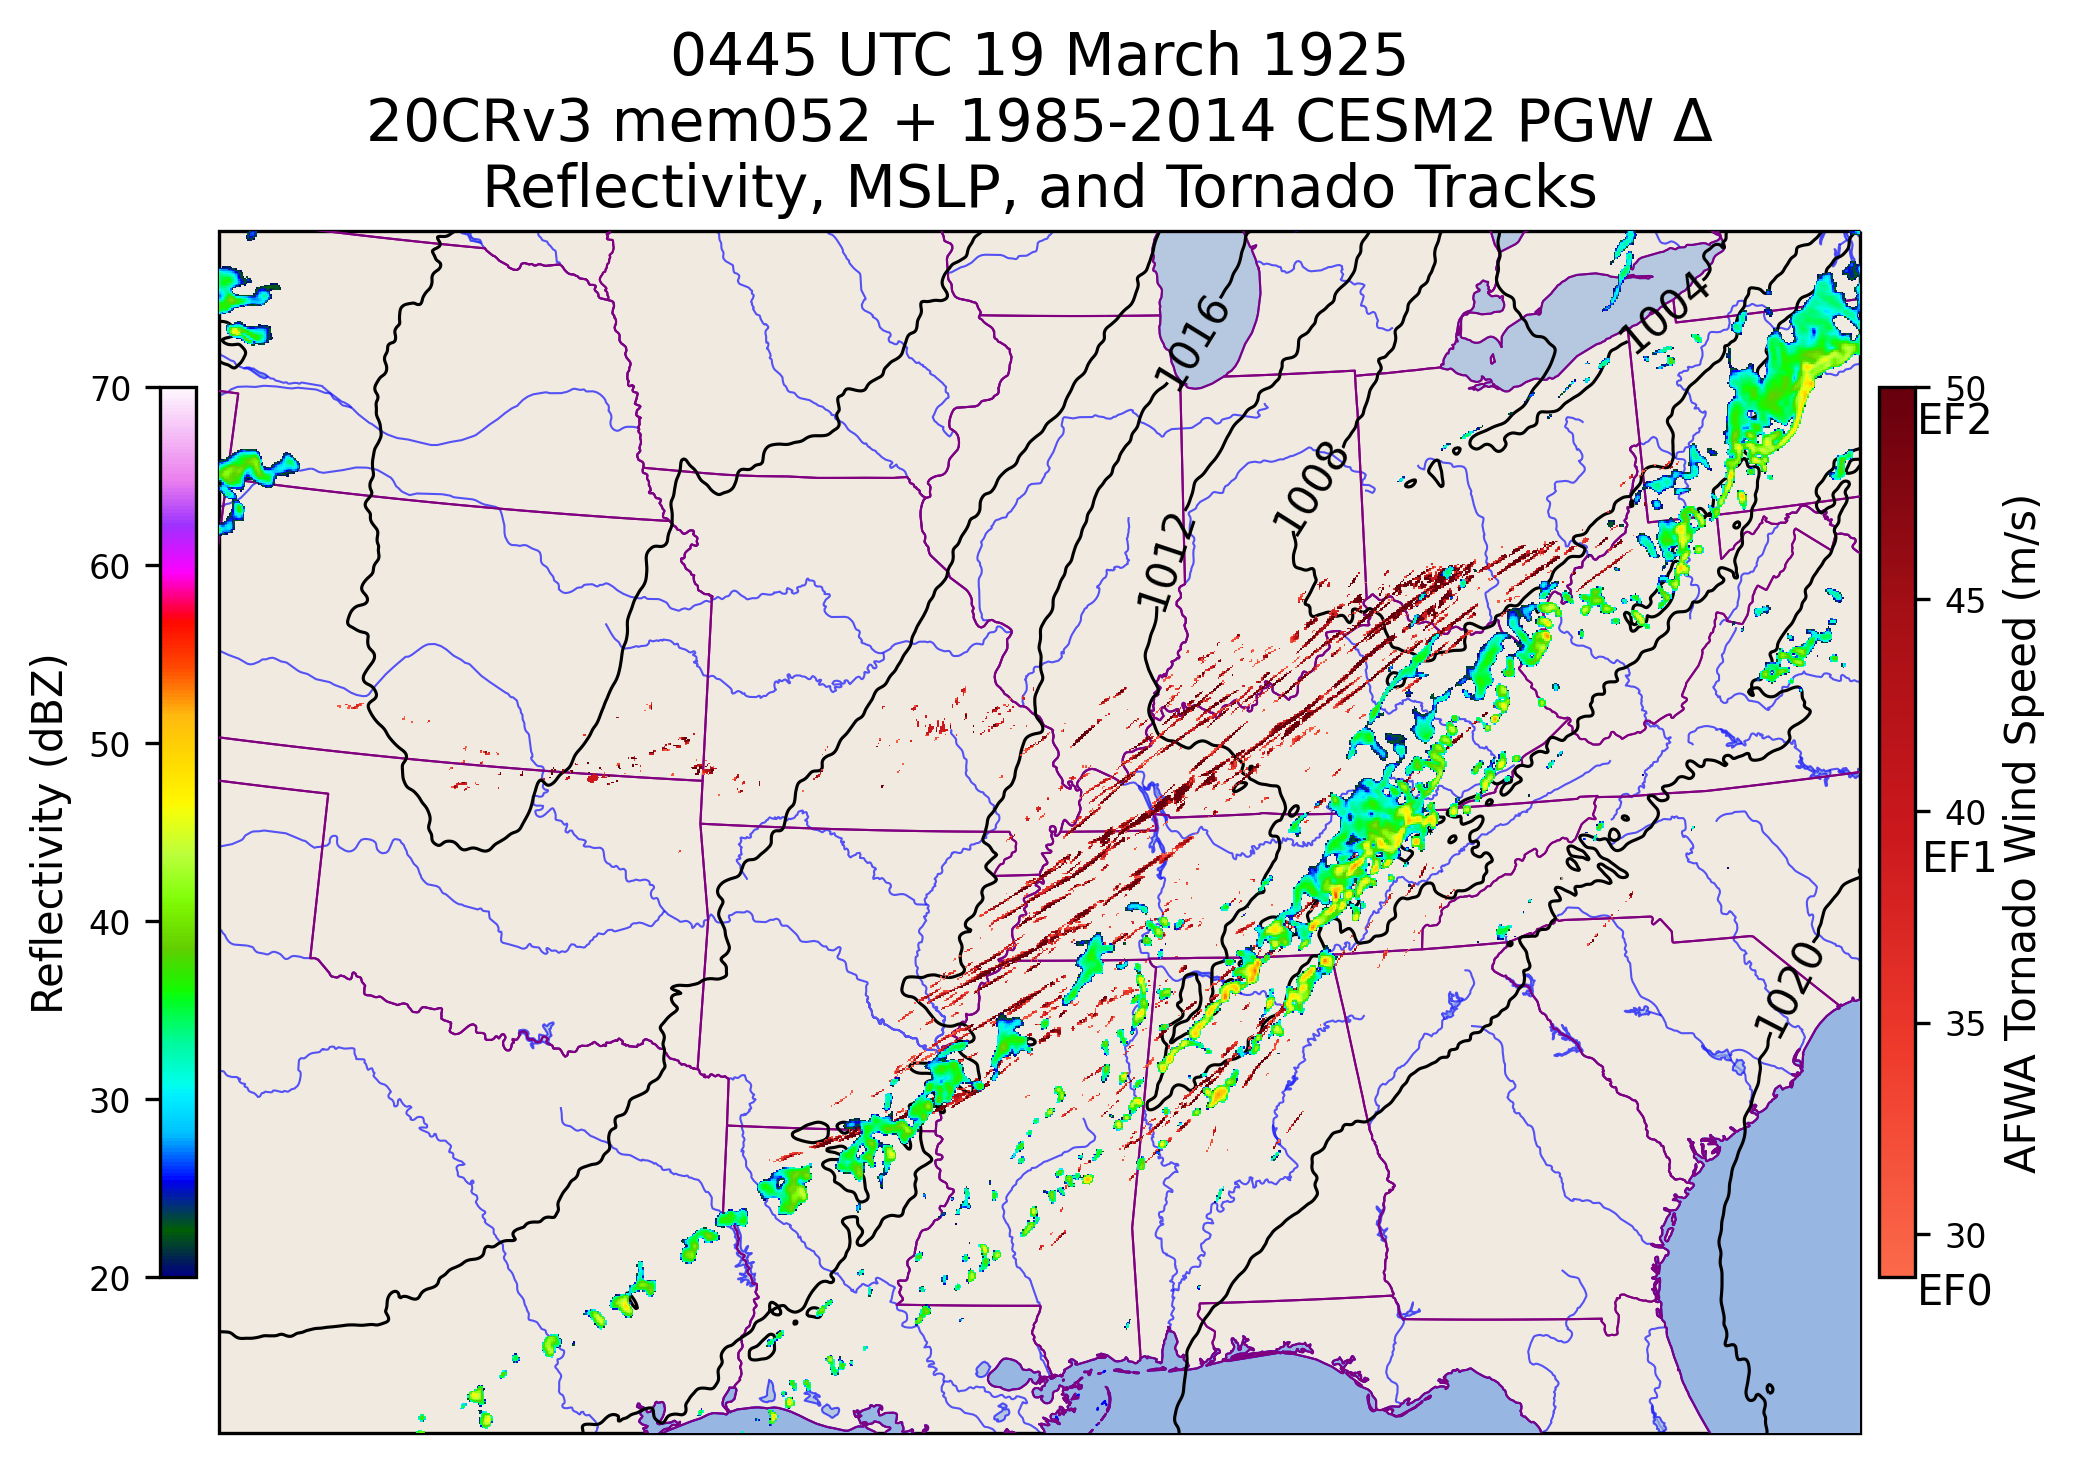 0445 UTC 19 March 1925
20CRv3 mem052 + 1985-2014 CESM2 PGW Δ
Reflectivity, MSLP, and Tornado Tracks
Reflectivity (dBZ)
70
60
50
40
30
20
1016
1004
1008
1012
1020
50
EF2
45
40
EF1
35
30
EF0
AFWA Tornado Wind Speed (m/s)